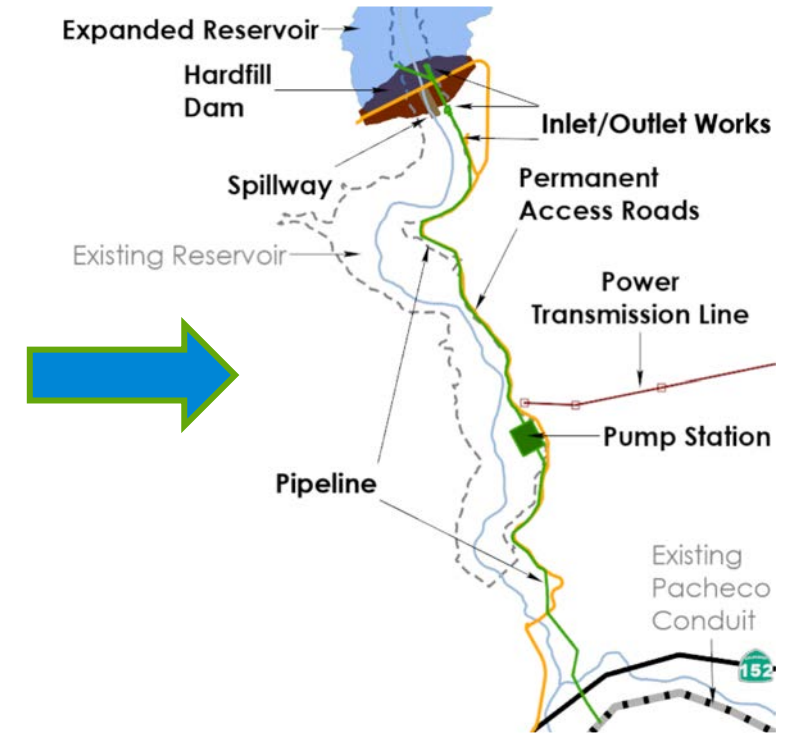 Expanded Reservoir
Hardfill
Dam
Inlet/Outlet Works
Spillway
Permanent
Access Roads
Existing Reservoir
Power
Transmission Line
Pump Station
Pipeline
Existing
Pacheco
Conduit
152